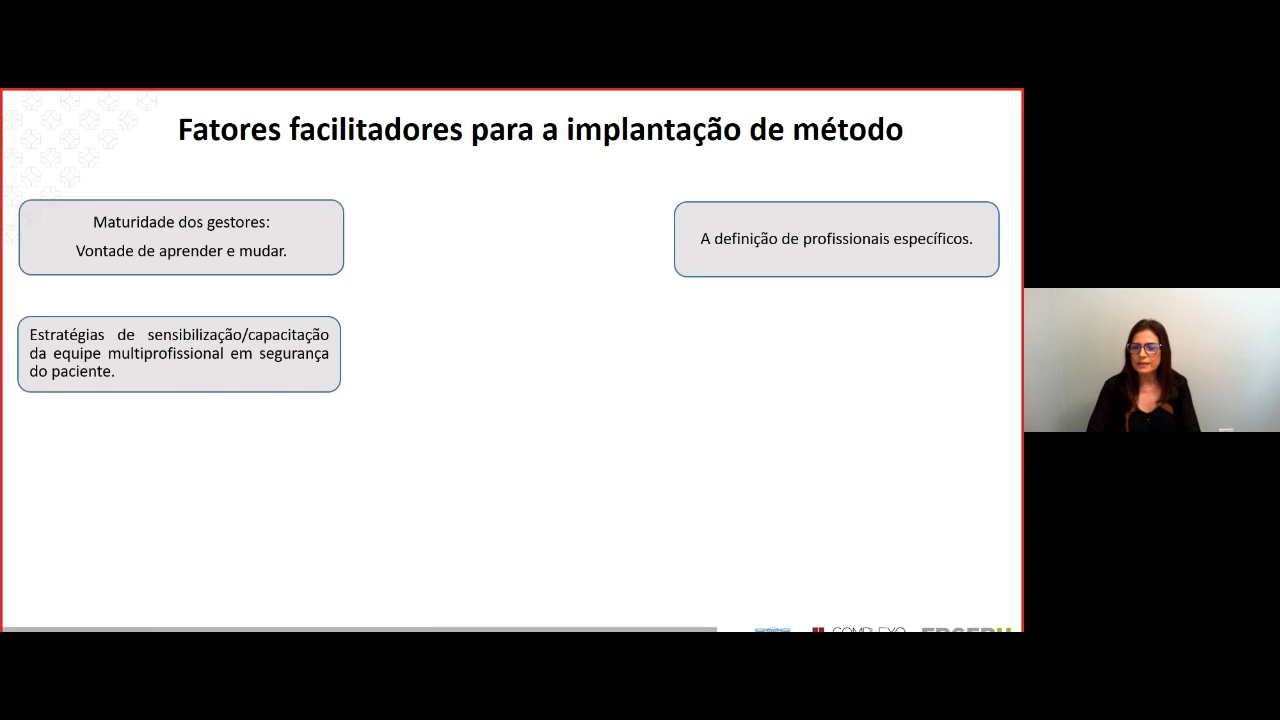 Fatores facilitadores para a implantação de método
Maturidade dos gestores:
Vontade de aprender e mudar.
A definição de profissionais específicos.
Estratégias de sensibilização/capacitação
da equipe multiprofissional em segurança
do paciente.
COMPLEXO
EBSERH